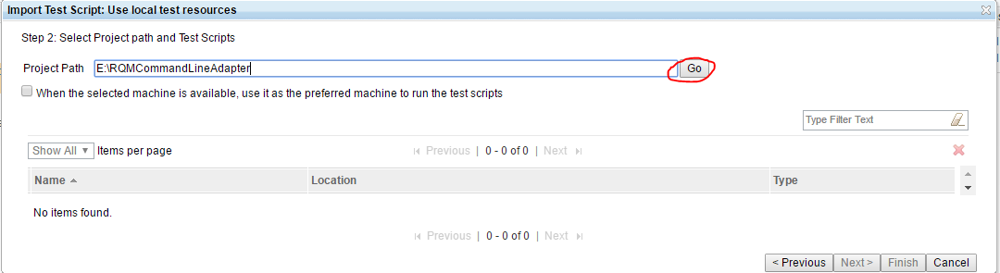 Import Test Script: Use local test resources
Step 2: Select Project path and Test Scripts
Project Path E:\RQMCommandLineAdapter Go
When the selected machine is available, use it as the preferred machine to run the test scripts
Type Filter Text
Show All Items per page Previous | 0 - 0 of 0 | Next
Name Location Type
No items found.
Previous | 0 - 0 of 0 | Next
< Previous Next > Finish Cancel